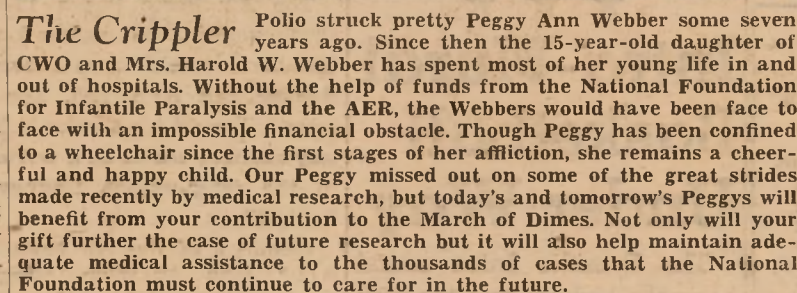 The Crippler Polio struck pretty Peggy Ann Webber some seven
years ago. Since then the 15-year-old daughter of
CWO and Mrs. Harold W. Webber has spent most of her young life in and
out of hospitals. Without the help of funds from the National Foundation
for Infantile Paralysis and the AER, the Webbers would have been face to
face with an impossible financial obstacle. Though Peggy has been confined
to a wheelchair since the first stages of her affliction, she remains a cheer-
ful and happy child. Our Peggy missed out on some of the great strides
made recently by medical research, but today's and tomorrow's Peggys will
benefit from your contribution to the March of Dimes. Not only will your
gift further the case of future research but it will also help maintain ade-
quate medical assistance to the thousands of cases that the National
Foundation must continue to care for in the future.